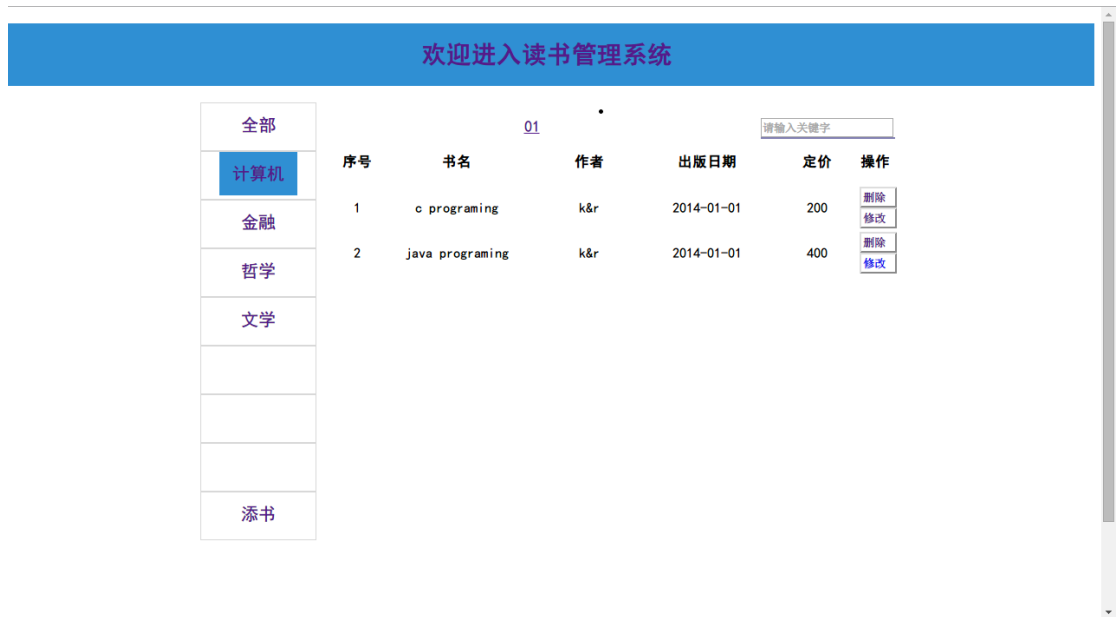 欢迎进入读书管理系统
全部
计算机
金融
哲学
文学
添书
01
请输入关键字
序号 书名 作者 出版日期 定价 操作
1 c programing k&r 2014-01-01 200 删除
修改
2 java programing k&r 2014-01-01 400 删除
修改